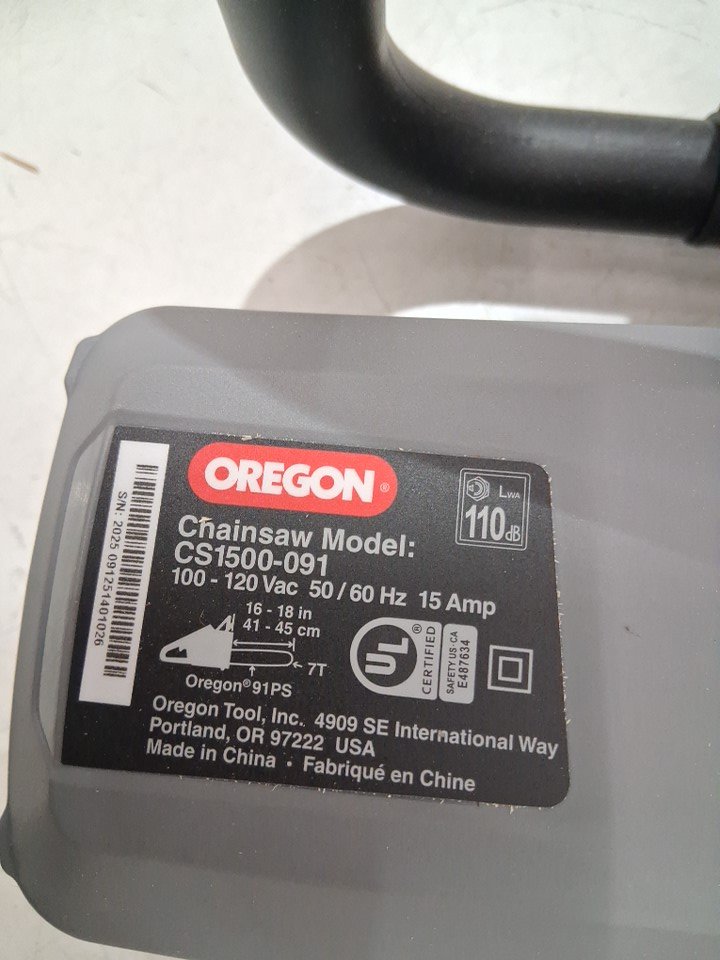 OREGON®
LWA
110dB
Chainsaw Model:
CS1500-091
100 - 120 Vac 50 / 60 Hz 15 Amp
16 - 18 in
41 - 45 cm
7T
Oregon®91PS
UL®
CERTIFIED
SAFETY US-CA
E487634
Oregon Tool, Inc. 4909 SE International Way
Portland, OR 97222 USA
Made in China • Fabriqué en Chine
S/N: 2025 091251401026